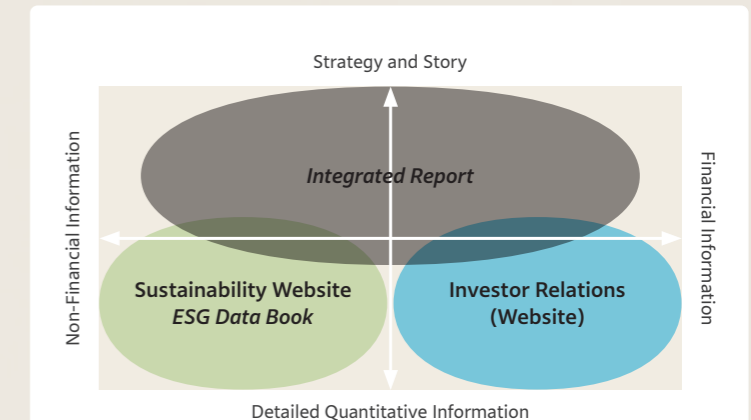 Strategy and Story
Non-Financial Information
Financial Information
Integrated Report
Sustainability Website
ESG Data Book
Investor Relations
(Website)
Detailed Quantitative Information